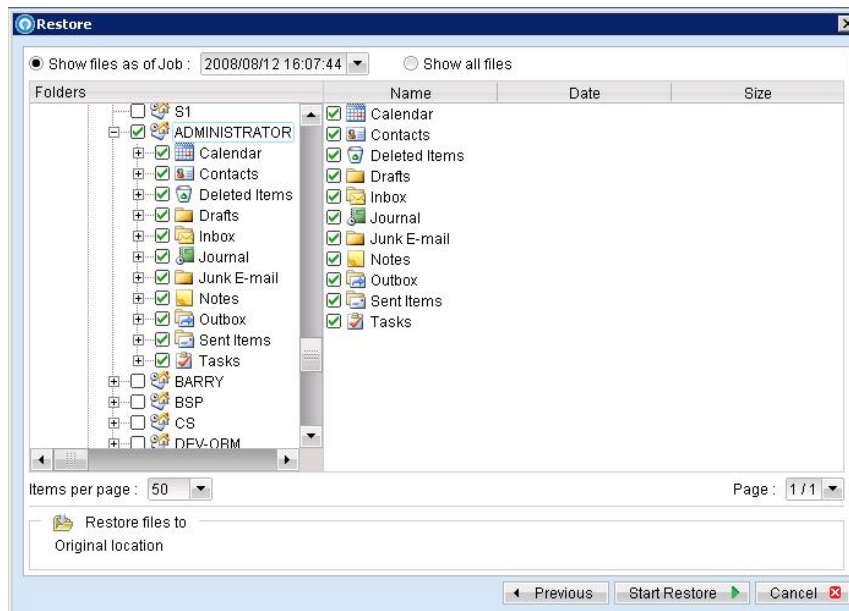 Restore
Show files as of Job : 2008/08/12 16:07:44 Show all files
Folders
S1
ADMINISTRATOR
Calendar
Contacts
Deleted Items
Drafts
Inbox
Journal
Junk E-mail
Notes
Outbox
Sent Items
Tasks
BARRY
BSP
CS
DEV-OBM
Name Date Size
Calendar
Contacts
Deleted Items
Drafts
Inbox
Journal
Junk E-mail
Notes
Outbox
Sent Items
Tasks
Items per page : 50 Page : 1 / 1
Restore files to
Original location
Previous Start Restore Cancel